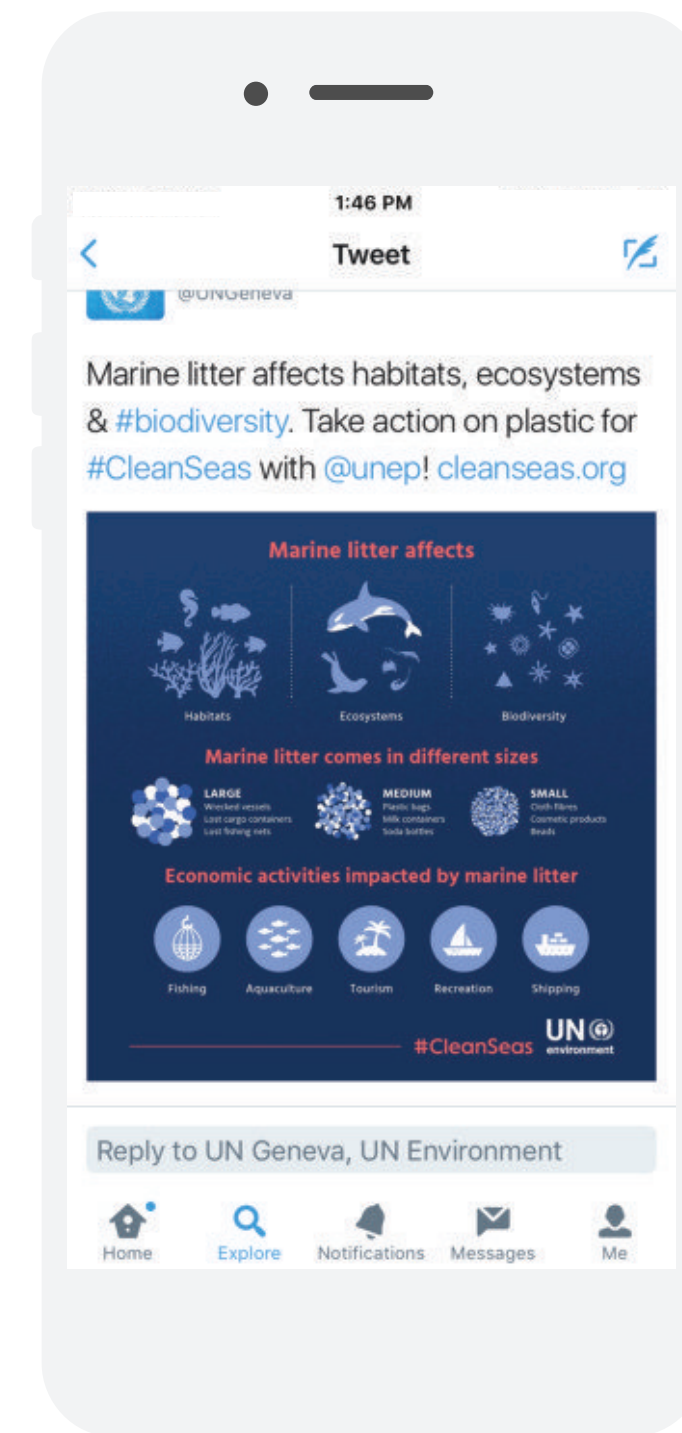 1:46 PM
Tweet
@UNGeneva
Marine litter affects habitats, ecosystems
& #biodiversity. Take action on plastic for
#CleanSeas with @unep! cleanseas.org
Marine litter affects
Habitats
Ecosystems
Biodiversity
Marine litter comes in different sizes
LARGE
Wrecked vessels
Lost cargo containers
Lost fishing nets
MEDIUM
Plastic bags
Milk containers
Soda bottles
SMALL
Cloth fibres
Cosmetic products
Beads
Economic activities impacted by marine litter
Fishing
Aquaculture
Tourism
Recreation
Shipping
#CleanSeas
UN
environment
Reply to UN Geneva, UN Environment
Home
Explore
Notifications
Messages
Me